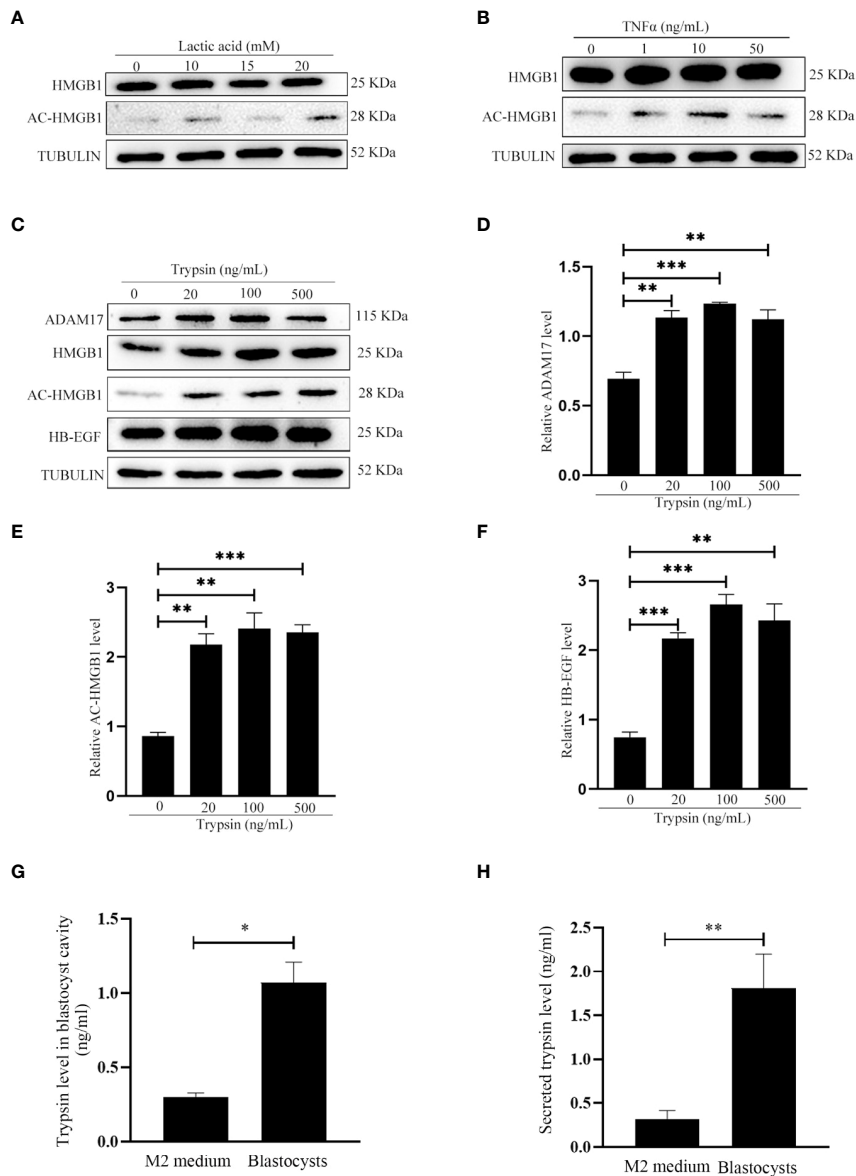 A
Lactic acid (mM)
0 10 15 20
HMGB1 25 KDa
AC-HMGB1 28 KDa
TUBULIN 52 KDa
B
TNFα (ng/mL)
0 1 10 50
HMGB1 25 KDa
AC-HMGB1 28 KDa
TUBULIN 52 KDa
C
Trypsin (ng/mL)
0 20 100 500
ADAM17 115 KDa
HMGB1 25 KDa
AC-HMGB1 28 KDa
HB-EGF 25 KDa
TUBULIN 52 KDa
D
**
***
**
Relative ADAM17 level
1.5
1.0
0.5
0.0
0 20 100 500
Trypsin (ng/mL)
E
***
**
**
Relative AC-HMGB1 level
3
2
1
0
0 20 100 500
Trypsin (ng/mL)
F
**
***
***
Relative HB-EGF level
3
2
1
0
0 20 100 500
Trypsin (ng/mL)
G
*
Trypsin level in blastocyst cavity
(ng/ml)
1.5
1.0
0.5
0.0
M2 medium Blastocysts
H
**
Secreted trypsin level (ng/ml)
2.5
2.0
1.5
1.0
0.5
0.0
M2 medium Blastocysts